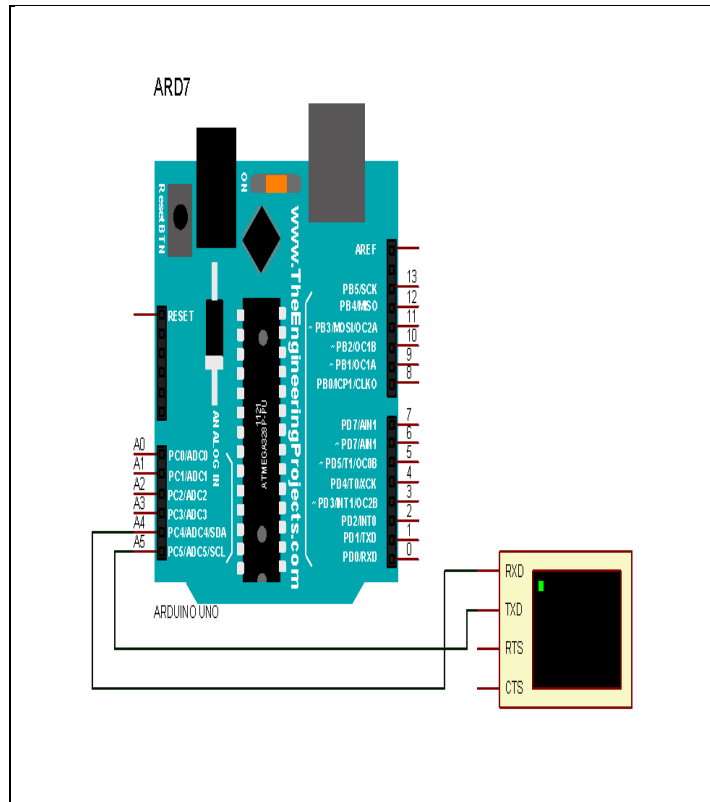 ARD7
ON
Reset BTN
www.TheEngineeringProjects.com
AREF
PB5/SCK 13
PB4/MISO 12
~PB3/MOSI/OC2A 11
~PB2/OC1B 10
~PB1/OC1A 9
PB0/ICP1/CLKO 8
RESET
ANALOG IN
1121
ATMEGA328P-PU
PD7/AIN1 7
~PD7/AIN1 6
~PD5/T1/OC0B 5
PD4/T0/XCK 4
~PD3/INT1/OC2B 3
PD2/INT0 2
PD1/TXD 1
PD0/RXD 0
A0 PC0/ADC0
A1 PC1/ADC1
A2 PC2/ADC2
A3 PC3/ADC3
A4 PC4/ADC4/SDA
A5 PC5/ADC5/SCL
ARDUINO UNO
RXD
TXD
RTS
CTS